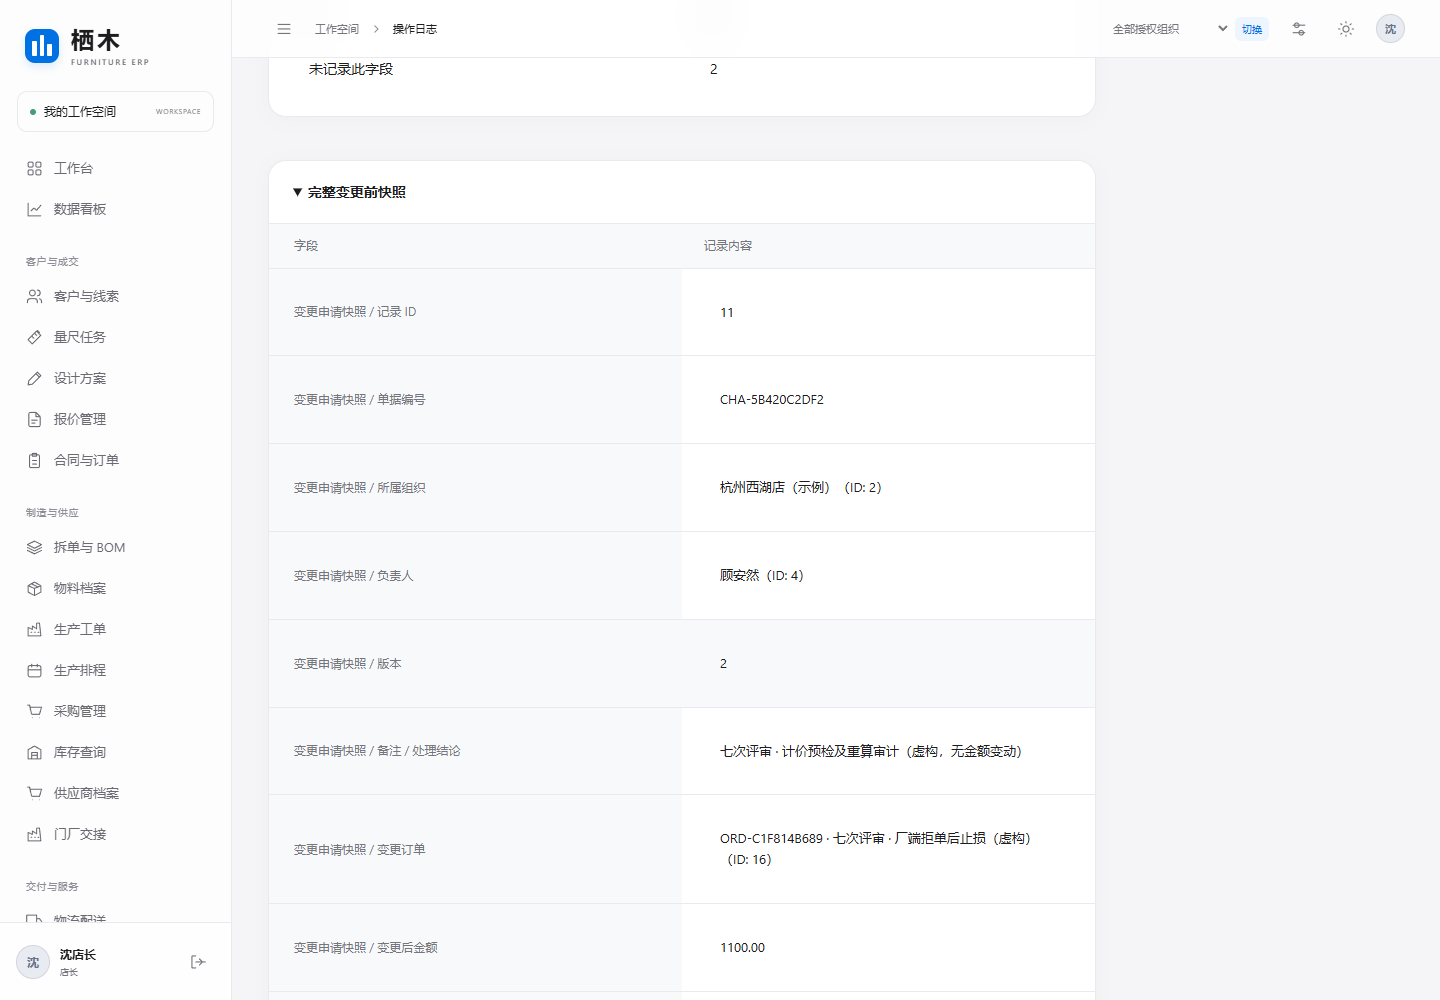 栖木
FURNITURE ERP
我的工作空间
WORKSPACE
工作台
数据看板
客户与成交
客户与线索
量尺任务
设计方案
报价管理
合同与订单
制造与供应
拆单与 BOM
物料档案
生产工单
生产排程
采购管理
库存查询
供应商档案
门厂交接
交付与服务
物流配送
沈
沈店长
店长
工作空间
操作日志
全部授权组织
切换
沈
未记录此字段
2
完整变更前快照
字段
记录内容
变更申请快照 / 记录 ID
11
变更申请快照 / 单据编号
CHA-5B420C2DF2
变更申请快照 / 所属组织
杭州西湖店（示例）（ID: 2）
变更申请快照 / 负责人
顾安然（ID: 4）
变更申请快照 / 版本
2
变更申请快照 / 备注 / 处理结论
七次评审 · 计价预检及重算审计（虚构，无金额变动）
变更申请快照 / 变更订单
ORD-C1F814B689 · 七次评审 · 厂端拒单后止损（虚构）
（ID: 16）
变更申请快照 / 变更后金额
1100.00